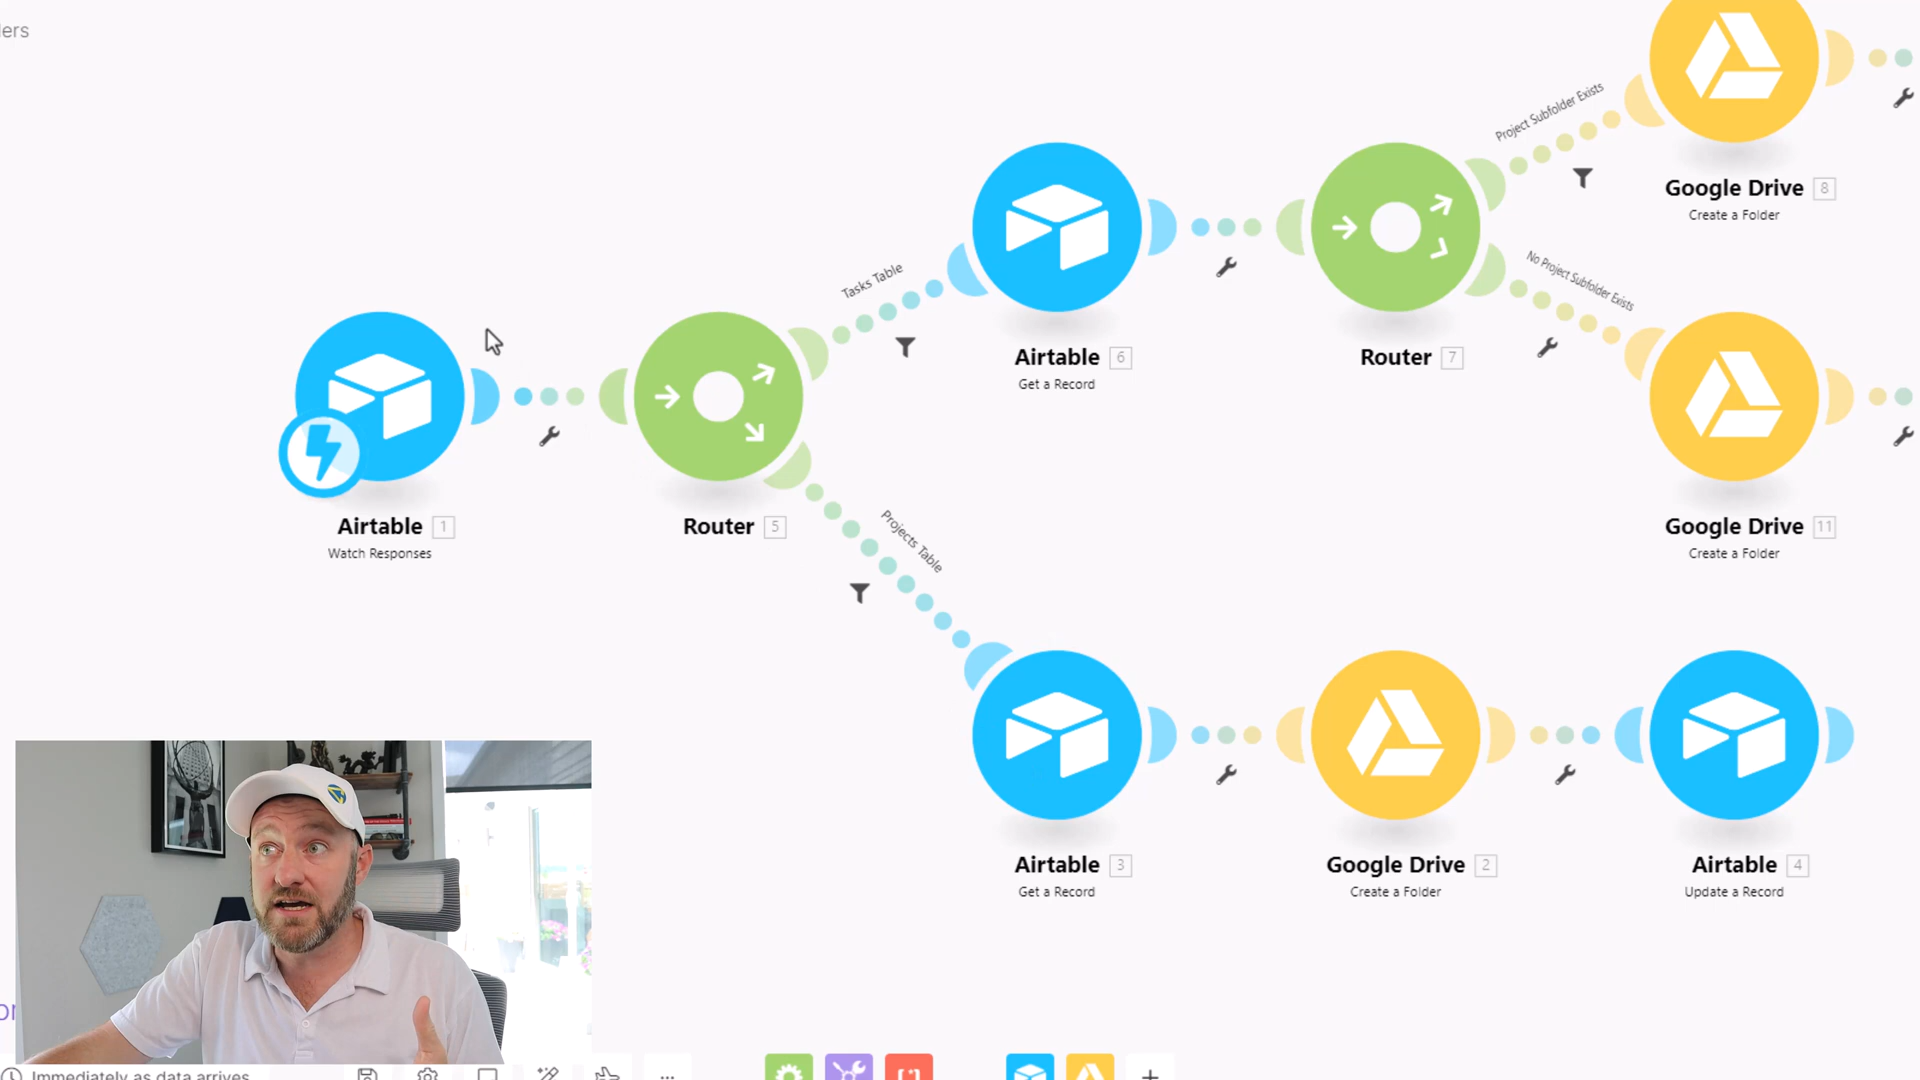 ders
Project Subfolder Exists
Google Drive 8
Create a Folder
Tasks Table
No Project Subfolder Exists
Airtable 6
Get a Record
Router 7
Airtable 1
Watch Responses
Router 5
Projects Table
Google Drive 11
Create a Folder
Airtable 3
Get a Record
Google Drive 2
Create a Folder
Airtable 4
Update a Record
Immediately as data arrives